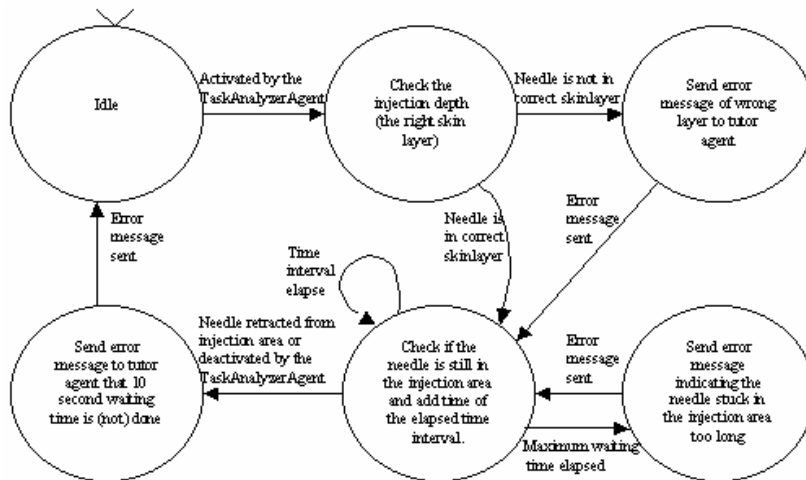 Idle
Activated by the
TaskAnalyzerAgent
Check the
injection depth
(the right skin
layer)
Needle is not in
correct skinlayer
Send error
message of wrong
layer to tutor
agent
Error
message
sent
Time
interval
elapse
Needle is
in correct
skinlayer
Error
message
sent
Send error
message to tutor
agent that 10
second waiting
time is (not) done
Needle retracted from
injection area or
deactivated by the
TaskAnalyzerAgent
Check if the
needle is still in
the injection area
and add time of
the elapsed time
interval.
Error
message
sent
Maximum waiting
time elapsed
Send error
message
indicating the
needle stuck in
the injection area
too long